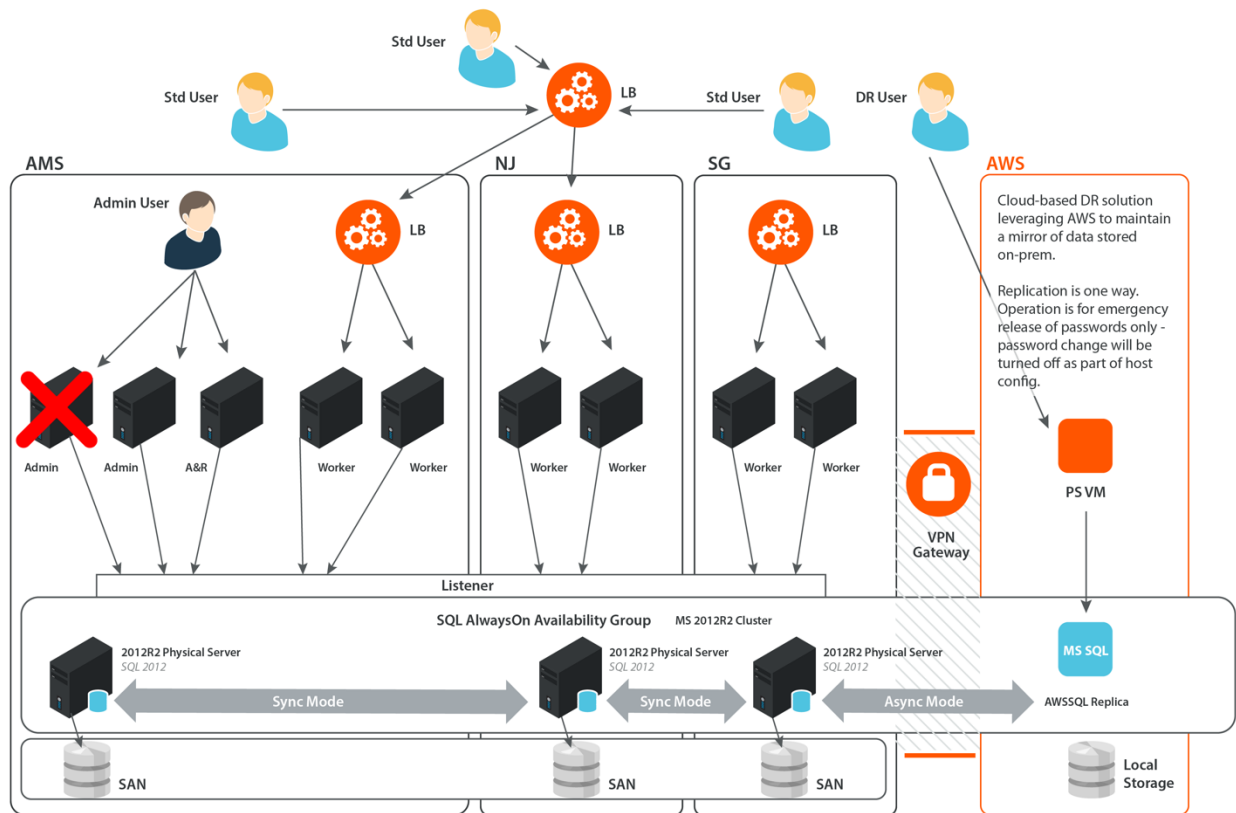 Std User
LB
Std User
Std User
DR User
AMS
NJ
SG
AWS
Admin User
LB
LB
LB
Cloud-based DR solution
leveraging AWS to maintain
a mirror of data stored
on-prem.
Replication is one way.
Operation is for emergency
release of passwords only -
password change will be
turned off as part of host
config.
Admin
Admin
A&R
Worker
Worker
Worker
Worker
Worker
Worker
PS VM
VPN
Gateway
Listener
SQL AlwaysOn Availability Group
MS 2012R2 Cluster
2012R2 Physical Server
SQL 2012
2012R2 Physical Server
SQL 2012
2012R2 Physical Server
SQL 2012
MS SQL
Sync Mode
Sync Mode
Async Mode
AWSSQL Replica
SAN
SAN
SAN
Local
Storage